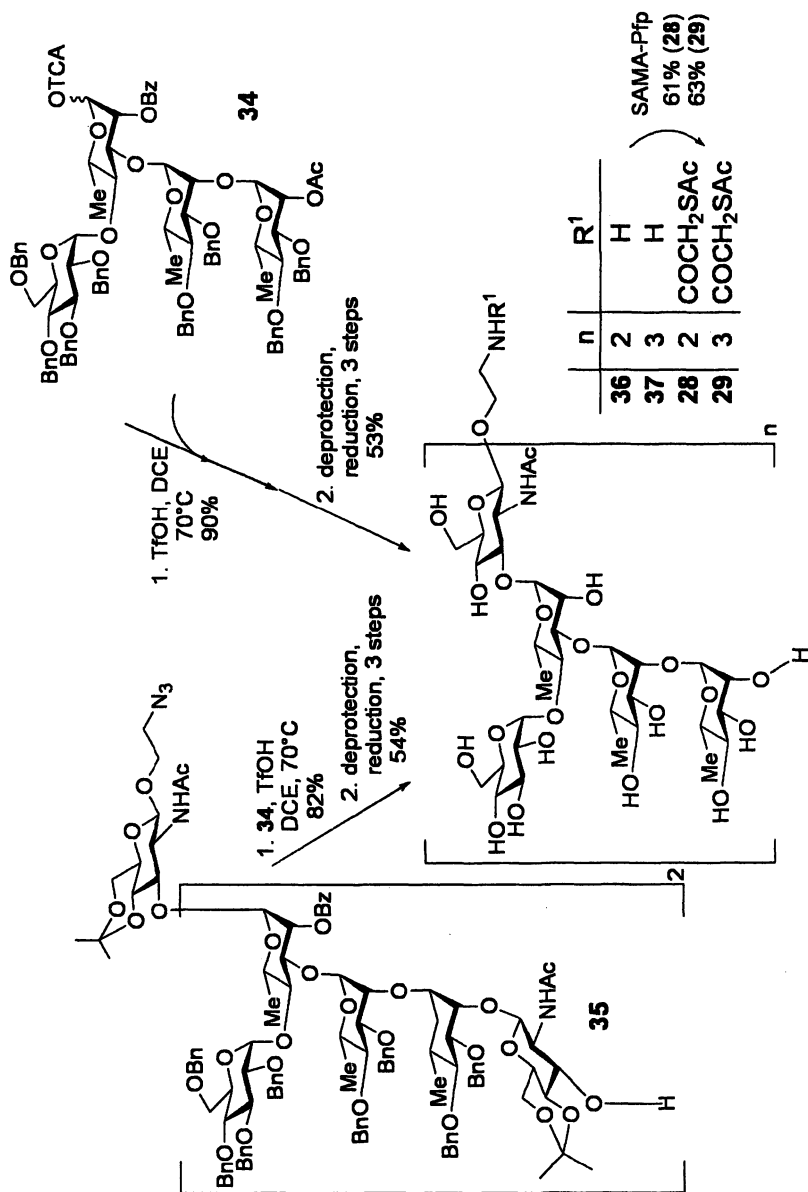 BnO
BnO
OBn
BnO
Me
BnO
Me
BnO
BnO
Me
BnO
OBz
NHAc
N3
NHAc
35
H
2
1. 34, TfOH
DCE, 70°C
82%
2. deprotection,
reduction, 3 steps
54%
1. TfOH, DCE
70°C
90%
2. deprotection,
reduction, 3 steps
53%
BnO
BnO
OBn
BnO
OTCA
OBz
Me
BnO
Me
BnO
BnO
Me
BnO
OAc
34
HO
HO
OH
HO
Me
HO
Me
HO
HO
Me
HO
OH
HO
OH
NHAc
NHR1
H
n
n R1
36 2 H
37 3 H
28 2 COCH2SAc
29 3 COCH2SAc
SAMA-Pfp
61% (28)
63% (29)